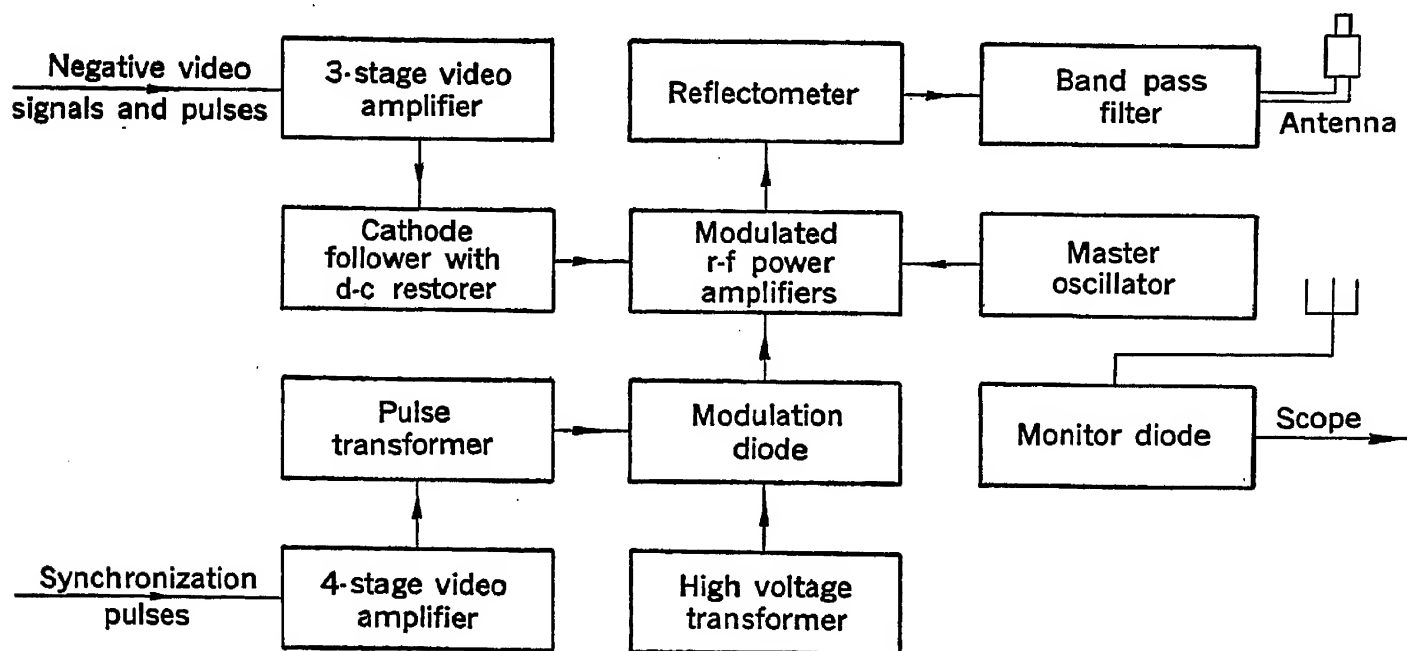 Negative video
signals and pulses
3-stage video
amplifier
Reflectometer
Band pass
filter
Antenna
Cathode
follower with
d-c restorer
Modulated
r-f power
amplifiers
Master
oscillator
Pulse
transformer
Modulation
diode
Monitor diode
Scope
Synchronization
pulses
4-stage video
amplifier
High voltage
transformer